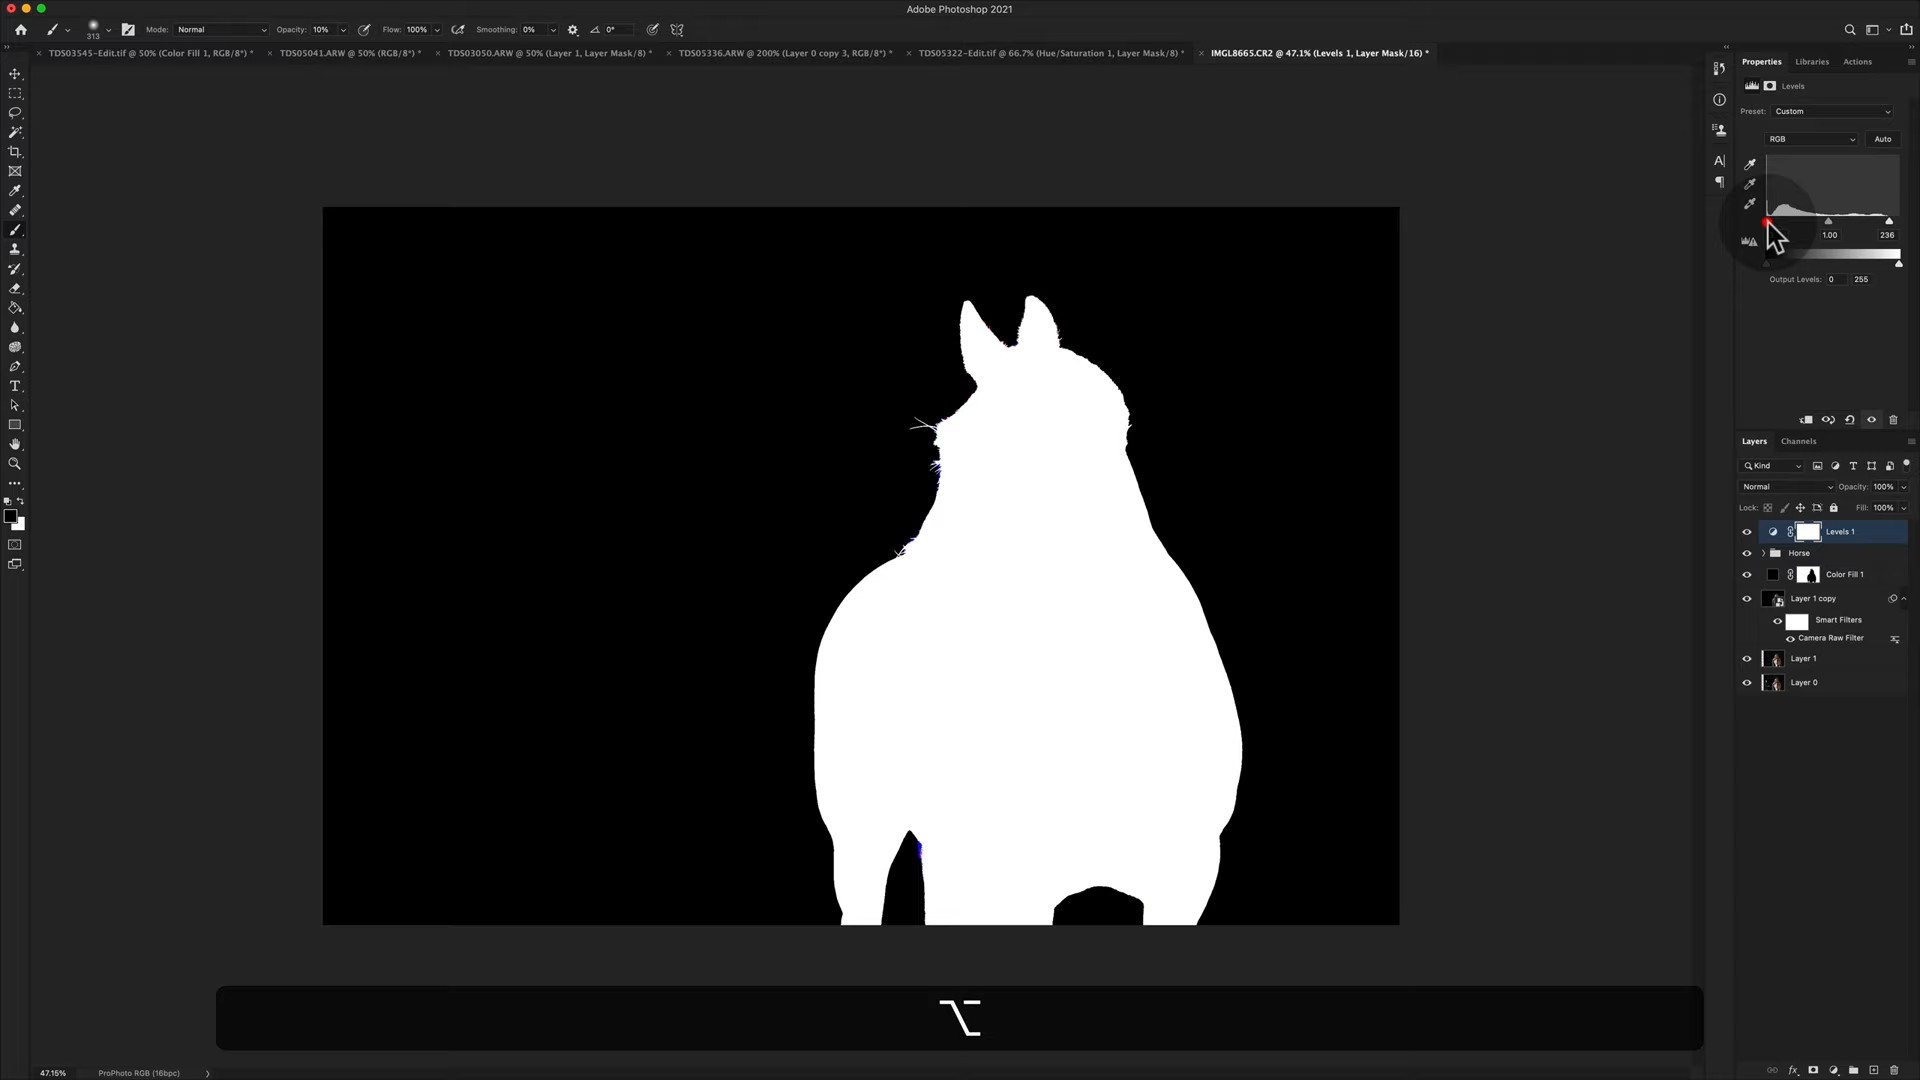 Adobe Photoshop 2021
313
Mode: Normal
Opacity: 10%
Flow: 100%
Smoothing: 0%
0°
TDS03545-Edit.tif @ 50% (Color Fill 1, RGB/8*) *
TDS05041.ARW @ 50% (RGB/8*) *
TDS03050.ARW @ 50% (Layer 1, Layer Mask/8) *
TDS05336.ARW @ 200% (Layer 0 copy 3, RGB/8*) *
TDS05322-Edit.tif @ 66.7% (Hue/Saturation 1, Layer Mask/8) *
IMGL8665.CR2 @ 47.1% (Levels 1, Layer Mask/16) *
Properties
Libraries
Actions
Levels
Preset: Custom
RGB
Auto
1.00
236
Output Levels: 0 255
Layers
Channels
Kind
Normal
Opacity: 100%
Lock:
Fill: 100%
Levels 1
Horse
Color Fill 1
Layer 1 copy
Smart Filters
Camera Raw Filter
Layer 1
Layer 0
47.15%
ProPhoto RGB (16bpc)